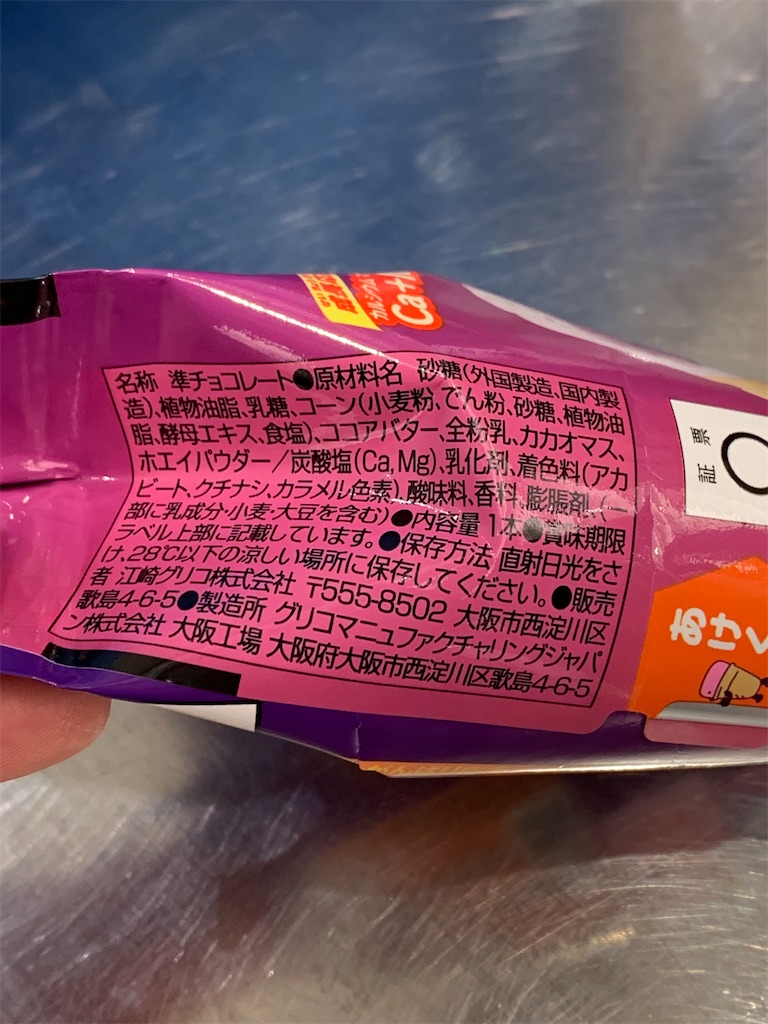 カルシウム
Ca+
名称 準チョコレート●原材料名 砂糖(外国製造、国内製
造)、植物油脂、乳糖、コーン(小麦粉、でん粉、砂糖、植物油
脂、酵母エキス、食塩)、ココアバター、全粉乳、カカオマス、
ホエイパウダー/炭酸塩(Ca,Mg)、乳化剤、着色料(アカ
ビート、クチナシ、カラメル色素)、酸味料、香料、膨脹剤、(一
部に乳成分・小麦・大豆を含む)●内容量 1本●賞味期限
ラベル上部に記載しています。●保存方法 直射日光をさ
け、28℃以下の涼しい場所に保存してください。●販売
者 江崎グリコ株式会社 〒555-8502 大阪市西淀川区
歌島4-6-5●製造所 グリコマニュファクチャリングジャパ
ン株式会社 大阪工場 大阪府大阪市西淀川区歌島4-6-5
証票
あけく